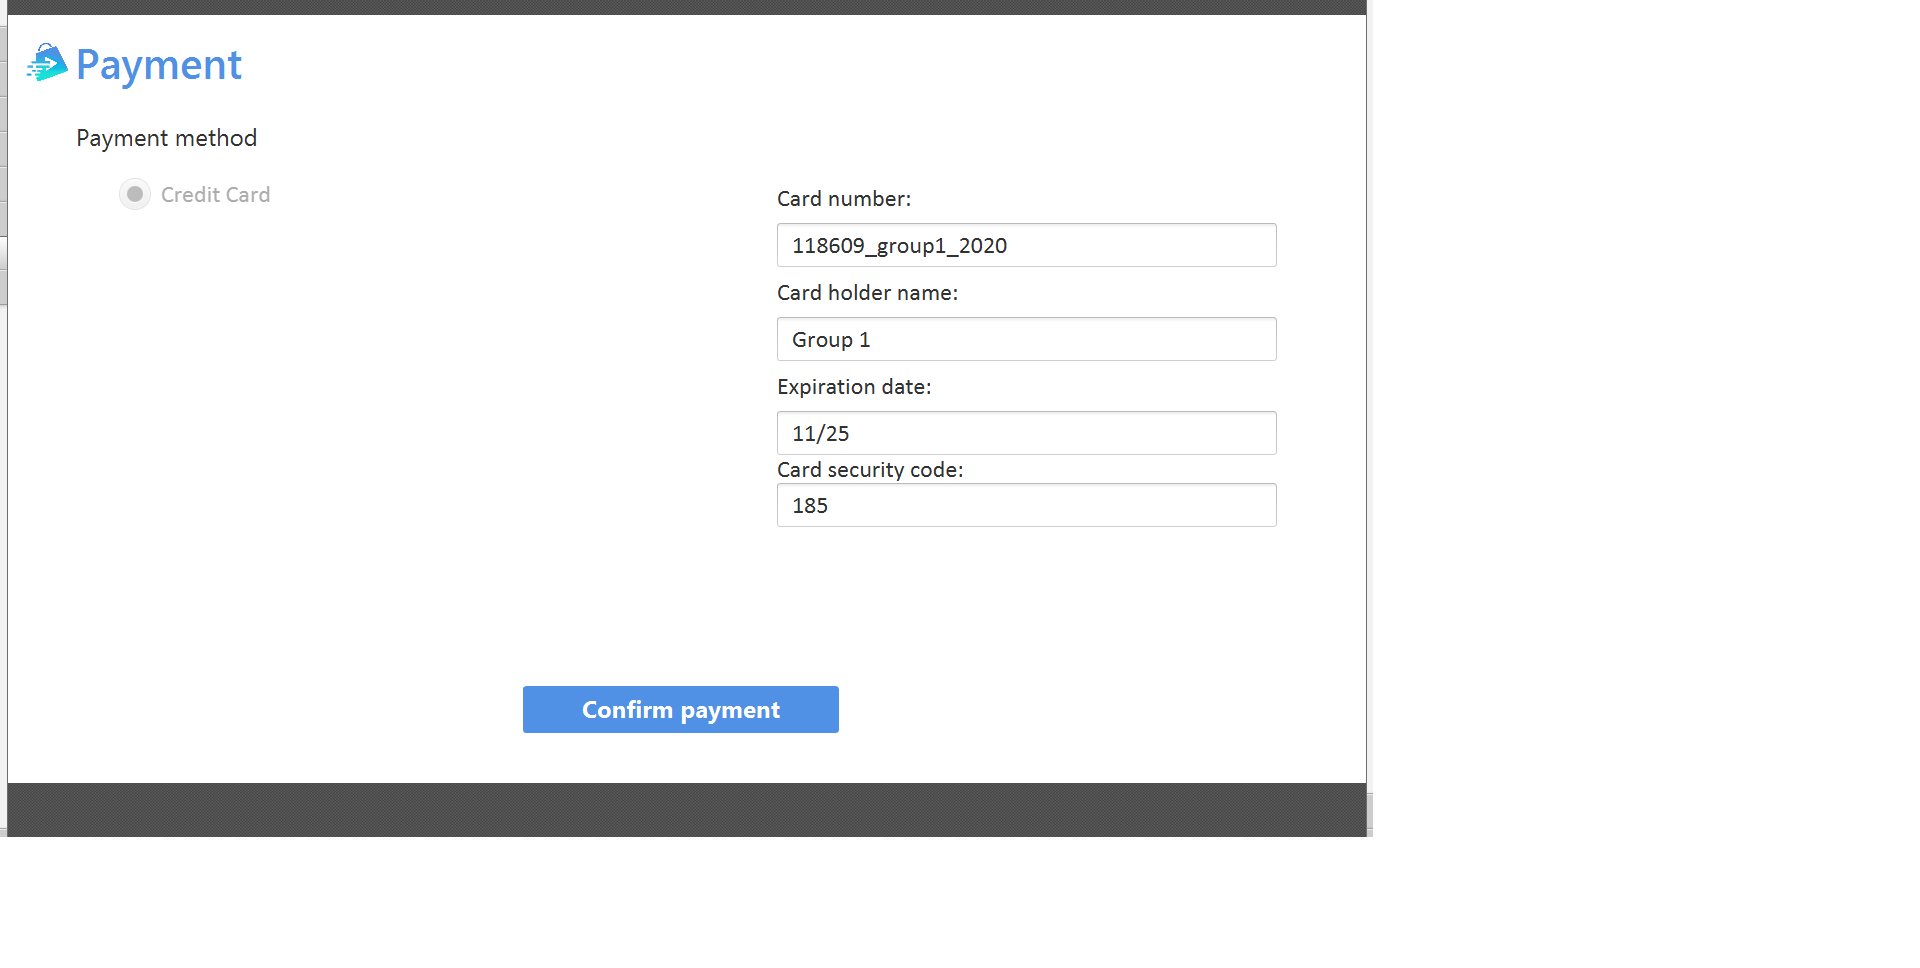 Payment
Payment method
Credit Card
Card number:
118609_group1_2020
Card holder name:
Group 1
Expiration date:
11/25
Card security code:
185
Confirm payment